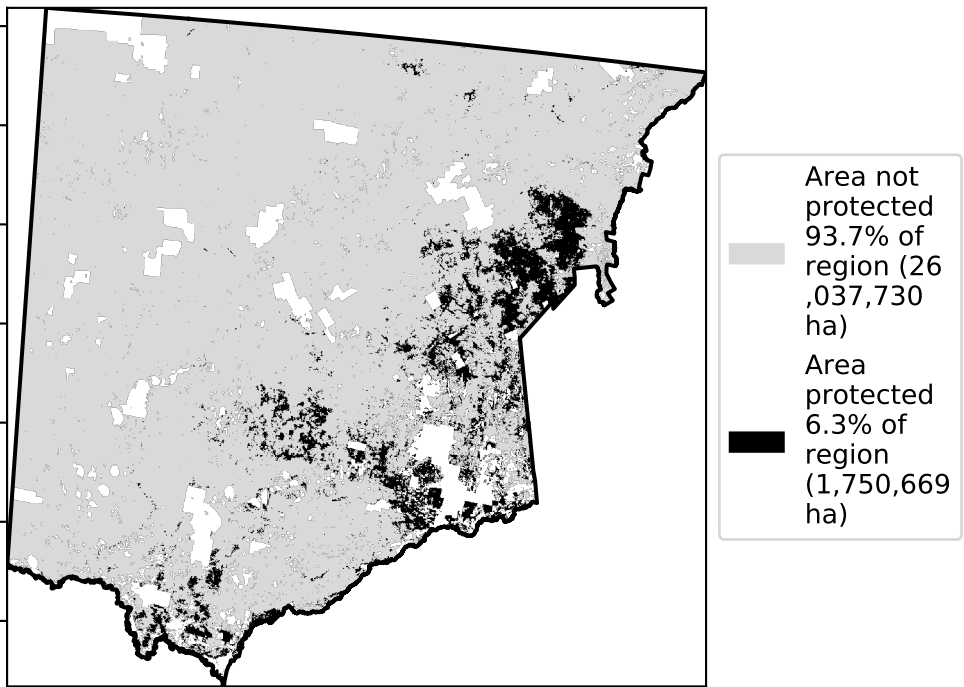 Area not
protected
93.7% of
region (26
,037,730
ha)
Area
protected
6.3% of
region
(1,750,669
ha)